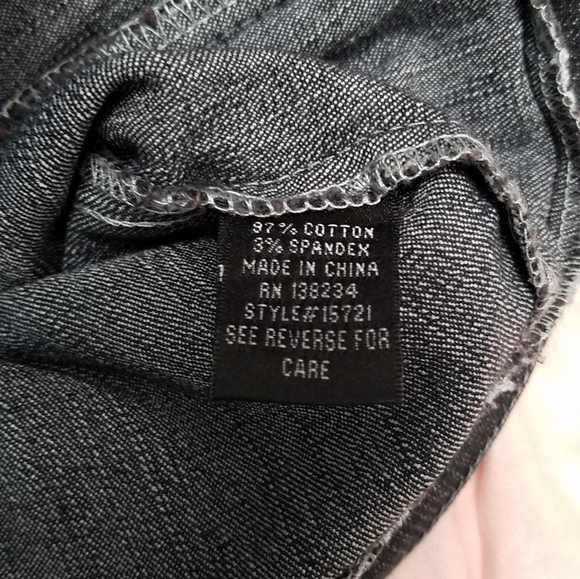 97% COTTON
3% SPANDEX
MADE IN CHINA
RN 138234
STYLE#15721
SEE REVERSE FOR
CARE